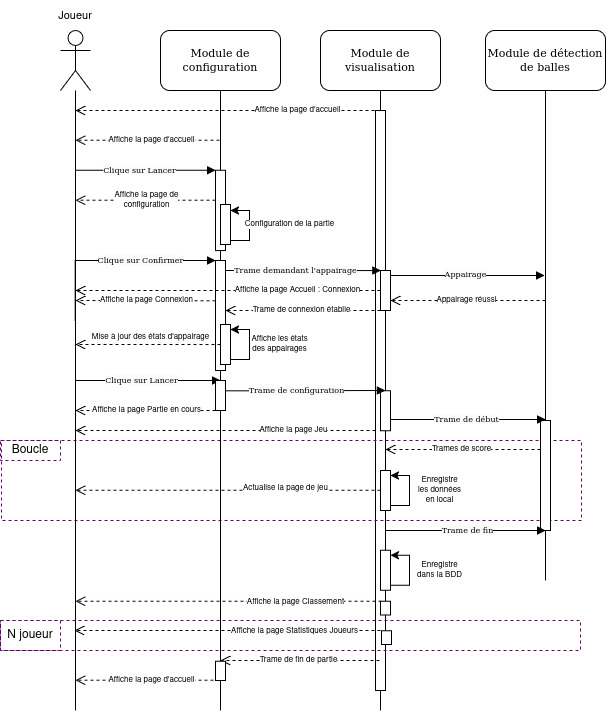 Joueur
Module de
configuration
Module de
visualisation
Module de détection
de balles
Affiche la page d'accueil
Affiche la page d'accueil
Clique sur Lancer
Affiche la page de
configuration
Configuration de la partie
Clique sur Confirmer
Trame demandant l'appairage
Appairage
Affiche la page Accueil : Connexion
Affiche la page Connexion
Appairage réussi
Trame de connexion établie
Mise à jour des états d'appairage
Affiche les états
des appairages
Clique sur Lancer
Trame de configuration
Affiche la page Partie en cours
Trame de début
Affiche la page Jeu
Boucle
Trames de score
Enregistre
les données
en local
Actualise la page de jeu
Trame de fin
Enregistre
dans la BDD
Affiche la page Classement
N joueur
Affiche la page Statistiques Joueurs
Trame de fin de partie
Affiche la page d'accueil